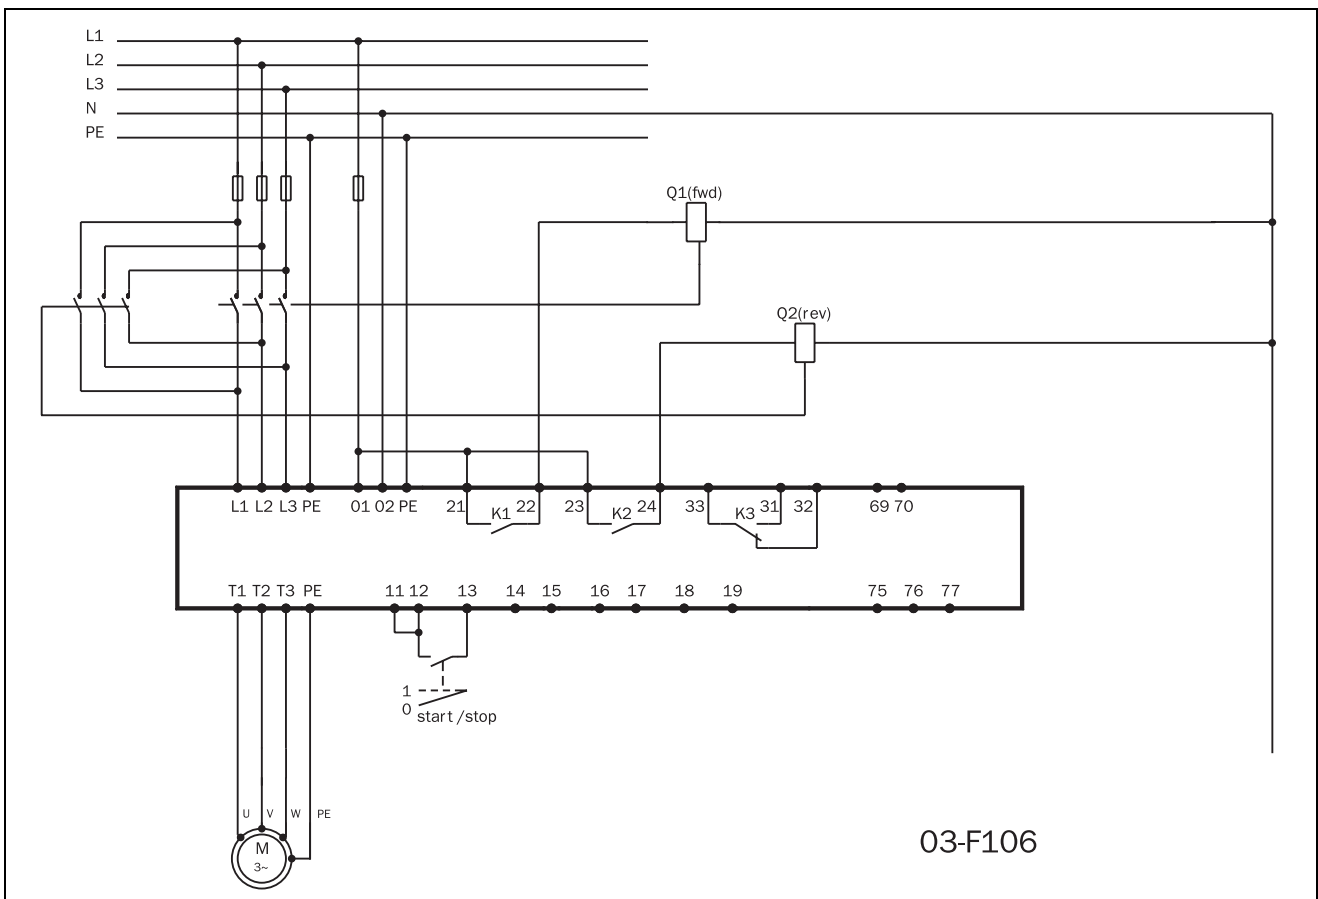 L1
L2
L3
N
PE
Q1(fwd)
Q2(rev)
L1 L2 L3 PE 01 02 PE 21 22 23 24 33 31 32 69 70
K1 K2 K3
T1 T2 T3 PE 11 12 13 14 15 16 17 18 19 75 76 77
1
0
start /stop
U V W PE
M
3~
03-F106